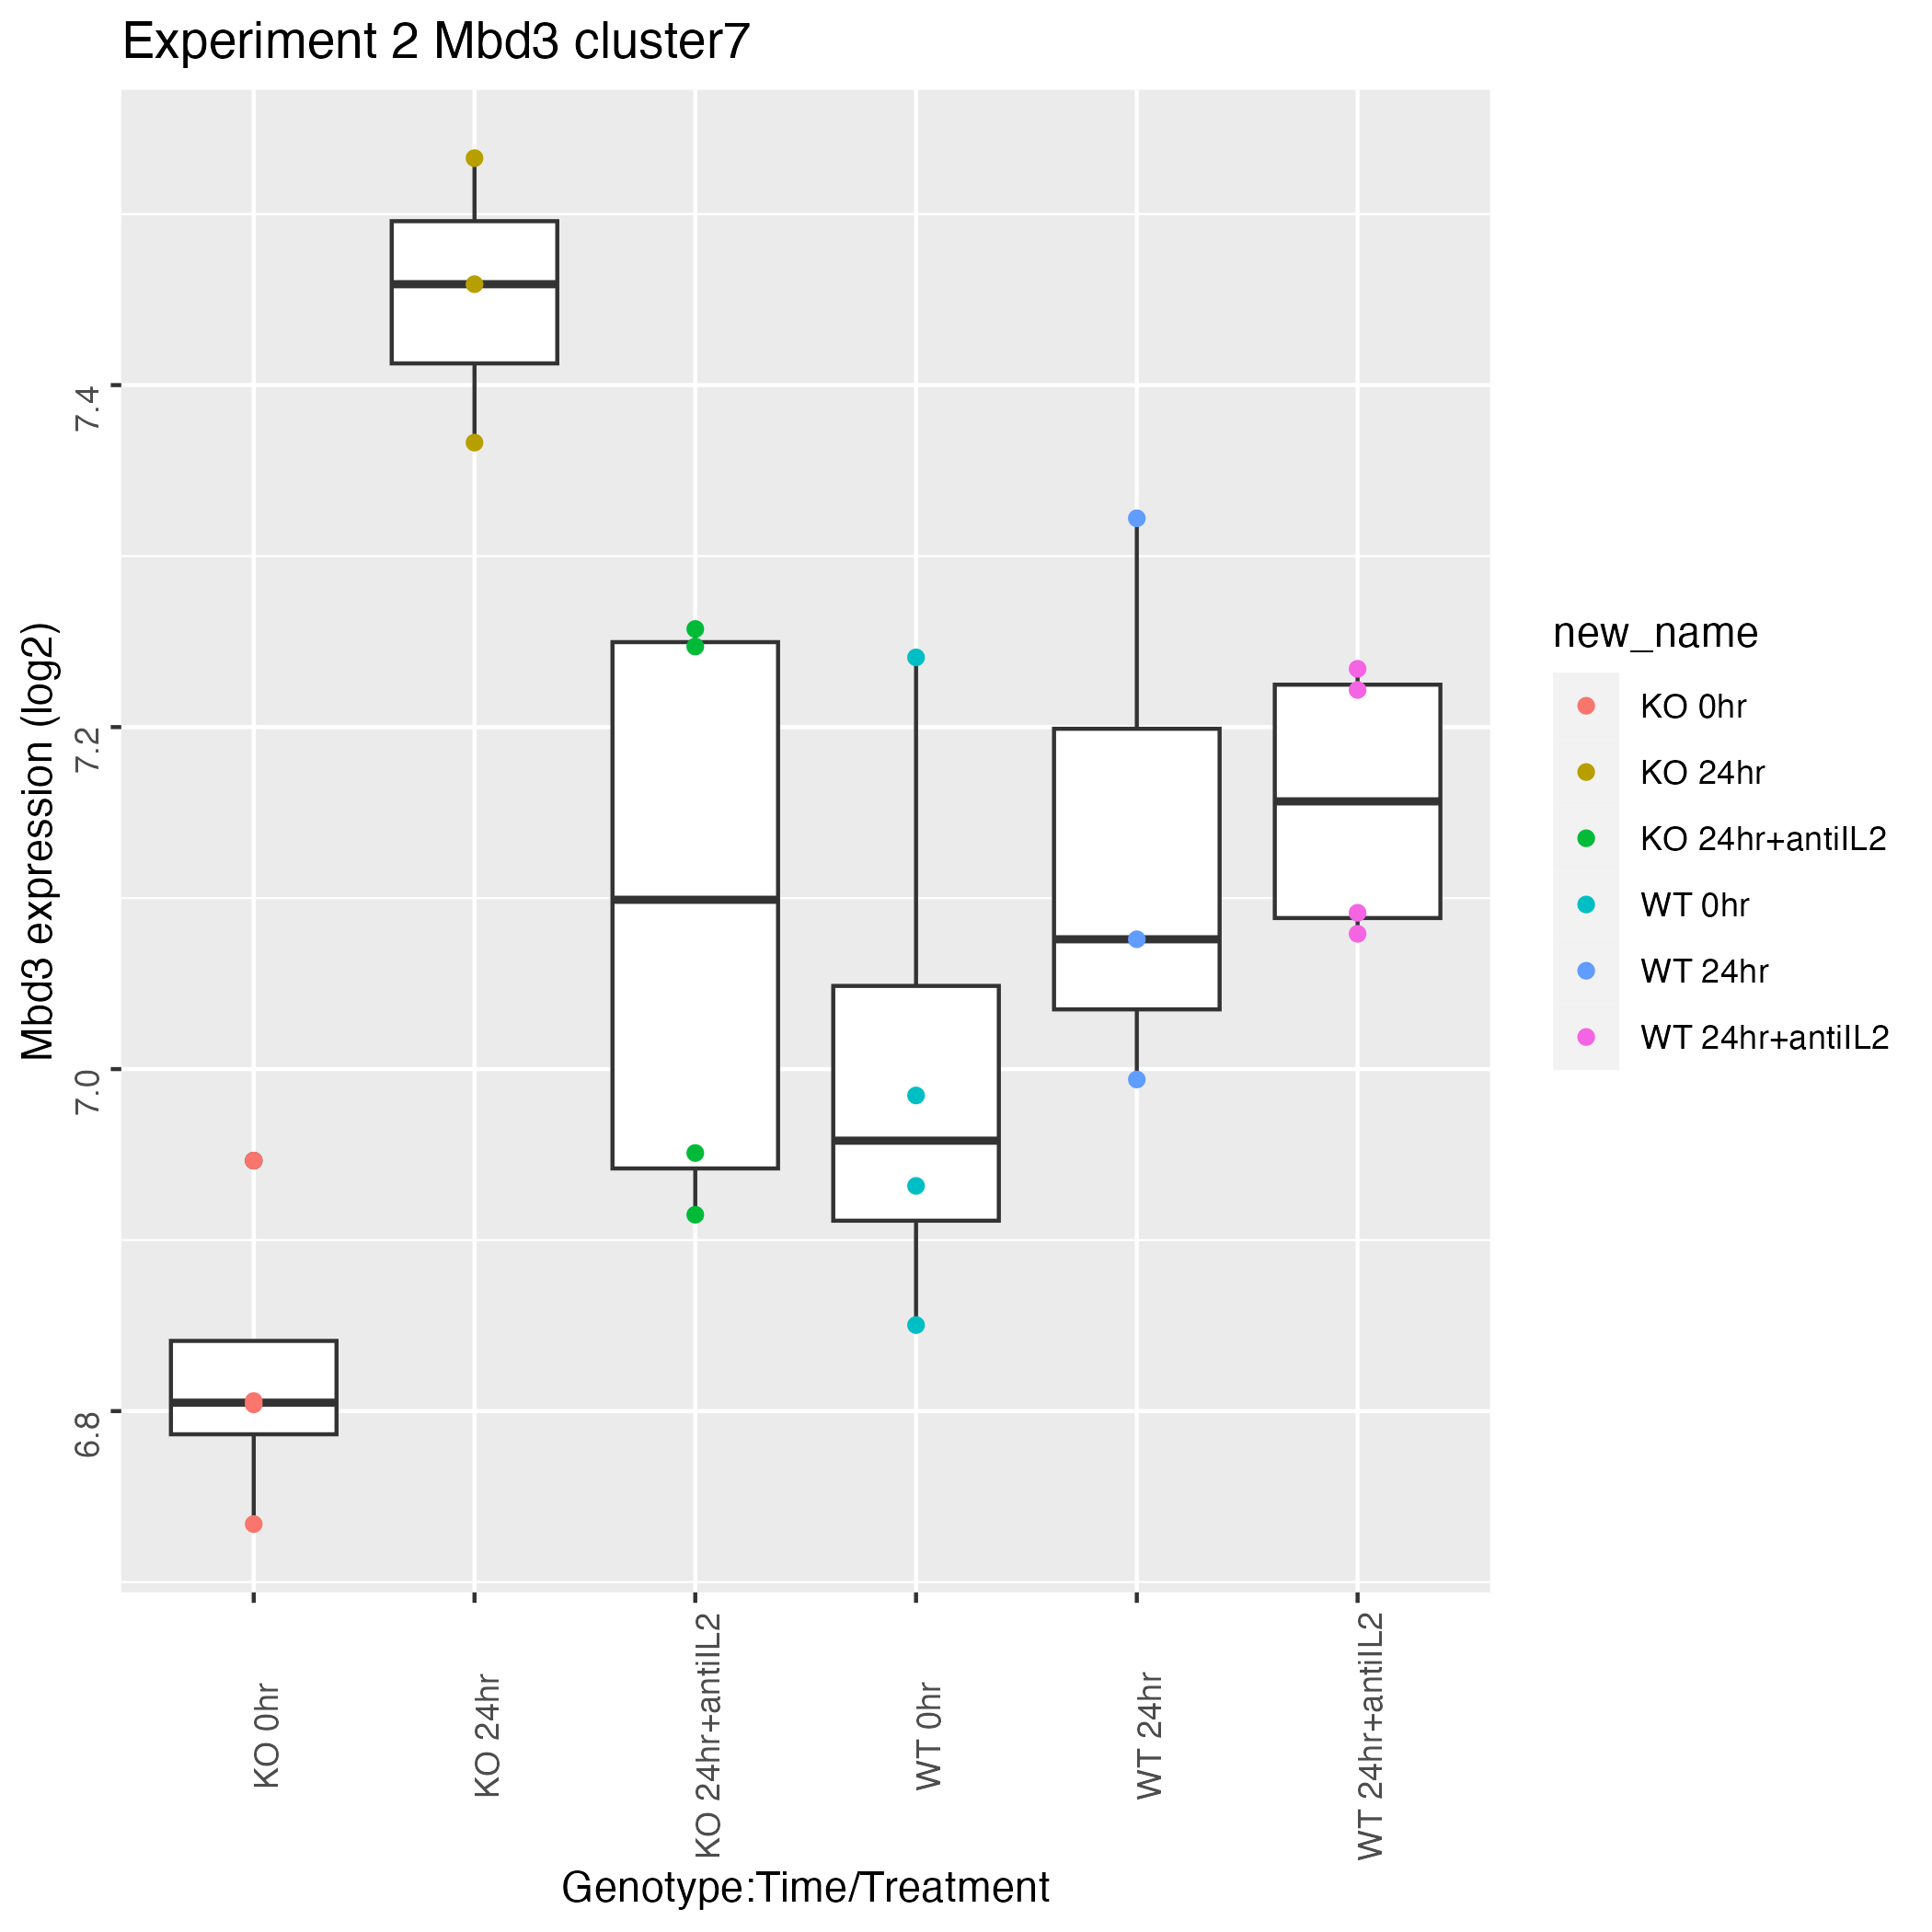 Experiment 2 Mbd3 cluster7
Mbd3 expression (log2)
7.4
7.2
7.0
6.8
KO 0hr
KO 24hr
KO 24hr+antiIL2
WT 0hr
WT 24hr
WT 24hr+antiIL2
Genotype:Time/Treatment
new_name
KO 0hr
KO 24hr
KO 24hr+antiIL2
WT 0hr
WT 24hr
WT 24hr+antiIL2